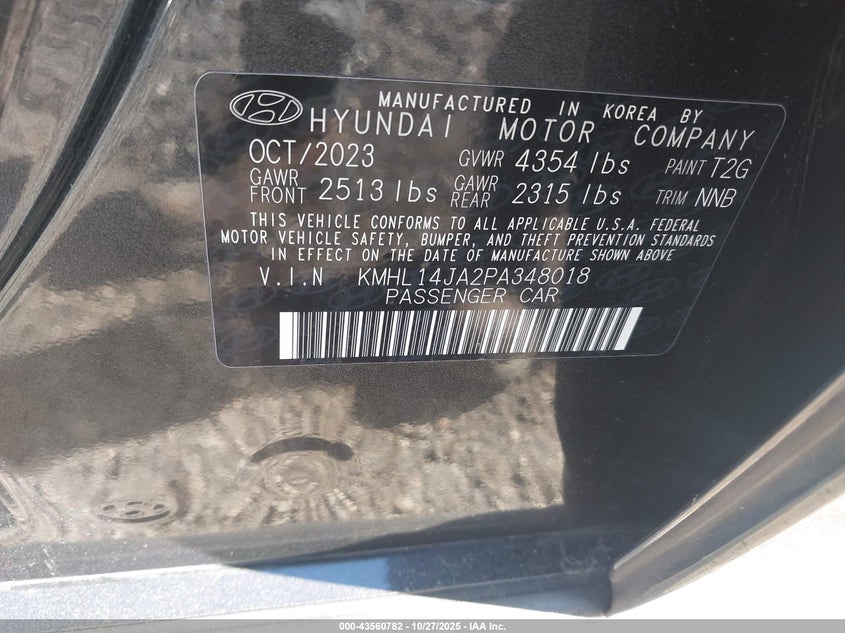 MANUFACTURED IN KOREA BY
HYUNDAI MOTOR COMPANY
OCT/2023 GVWR 4354 lbs PAINT T2G
GAWR FRONT 2513 lbs GAWR REAR 2315 lbs TRIM NNB
THIS VEHICLE CONFORMS TO ALL APPLICABLE U.S.A. FEDERAL
MOTOR VEHICLE SAFETY, BUMPER, AND THEFT PREVENTION STANDARDS
IN EFFECT ON THE DATE OF MANUFACTURE SHOWN ABOVE
V.I.N KMHL14JA2PA348018
PASSENGER CAR
000-43560782 - 10/27/2025 - IAA Inc.